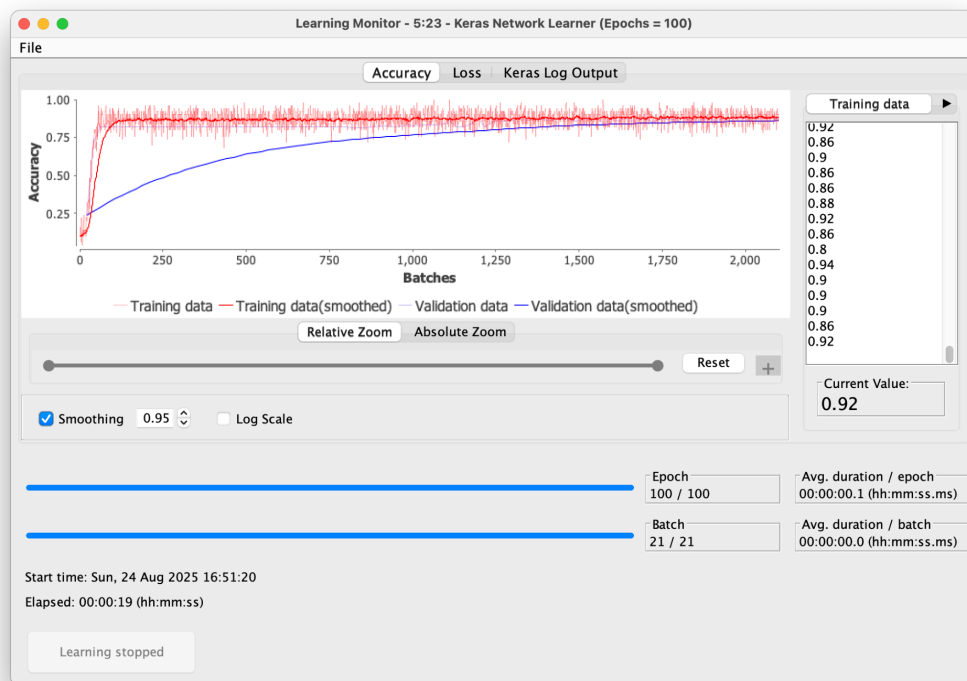 Learning Monitor - 5:23 - Keras Network Learner (Epochs = 100)
File
Accuracy Loss Keras Log Output
1.00
0.75
0.50
0.25
Accuracy
0 250 500 750 1,000 1,250 1,500 1,750 2,000
Batches
Training data Training data(smoothed) Validation data Validation data(smoothed)
Training data
0.92
0.86
0.9
0.86
0.86
0.88
0.92
0.86
0.8
0.94
0.9
0.9
0.9
0.86
0.92
Current Value:
0.92
Relative Zoom Absolute Zoom
Reset +
Smoothing 0.95 Log Scale
Epoch
100 / 100
Avg. duration / epoch
00:00:00.1 (hh:mm:ss.ms)
Batch
21 / 21
Avg. duration / batch
00:00:00.0 (hh:mm:ss.ms)
Start time: Sun, 24 Aug 2025 16:51:20
Elapsed: 00:00:19 (hh:mm:ss)
Learning stopped